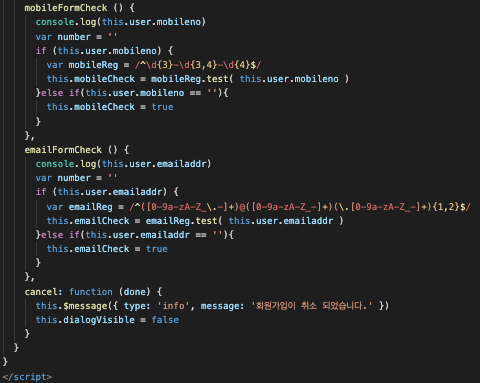 mobileFormCheck () {
console.log(this.user.mobileno)
var number = ''
if (this.user.mobileno) {
var mobileReg = /^\d{3}-\d{3,4}-\d{4}$/
this.mobileCheck = mobileReg.test( this.user.mobileno )
}else if(this.user.mobileno == ''){
this.mobileCheck = true
}
},
emailFormCheck () {
console.log(this.user.emailaddr)
var number = ''
if (this.user.emailaddr) {
var emailReg = /^([0-9a-zA-Z_\.-]+)@([0-9a-zA-Z_-]+)(\.[0-9a-zA-Z_-]+){1,2}$/
this.emailCheck = emailReg.test( this.user.emailaddr )
}else if(this.user.emailaddr == ''){
this.emailCheck = true
}
},
cancel: function (done) {
this.$message({ type: 'info', message: '회원가입이 취소 되었습니다.' })
this.dialogVisible = false
}
}
}
</script>